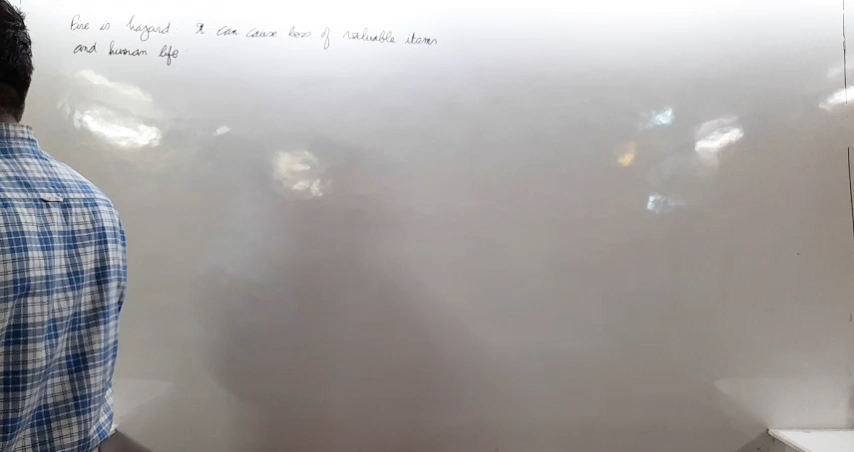 Fire is hazard It can cause loss of valuable items
and human life